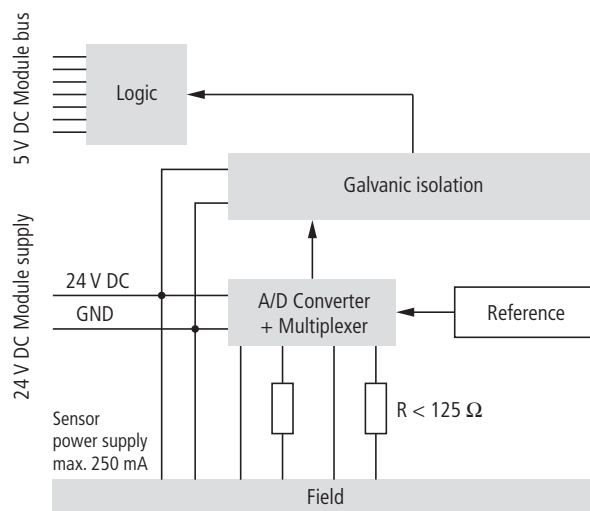 5 V DC Module bus
Logic
Galvanic isolation
24 V DC Module supply
24 V DC
GND
A/D Converter
+ Multiplexer
Reference
Sensor
power supply
max. 250 mA
R < 125 Ω
Field